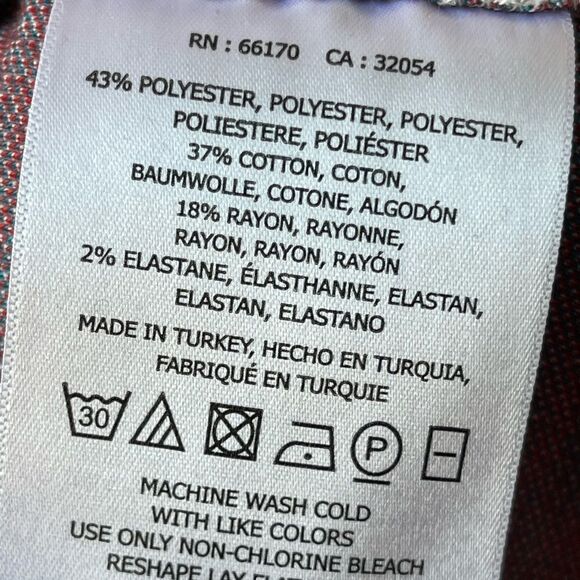 RN : 66170 CA : 32054
43% POLYESTER, POLYESTER, POLYESTER,
POLIESTERE, POLIÉSTER
37% COTTON, COTON,
BAUMWOLLE, COTONE, ALGODÓN
18% RAYON, RAYONNE,
RAYON, RAYON, RAYÓN
2% ELASTANE, ÉLASTHANNE, ELASTAN,
ELASTAN, ELASTANO
MADE IN TURKEY, HECHO EN TURQUIA,
FABRIQUÉ EN TURQUIE
30 P
MACHINE WASH COLD
WITH LIKE COLORS
USE ONLY NON-CHLORINE BLEACH
RESHAPE LAY